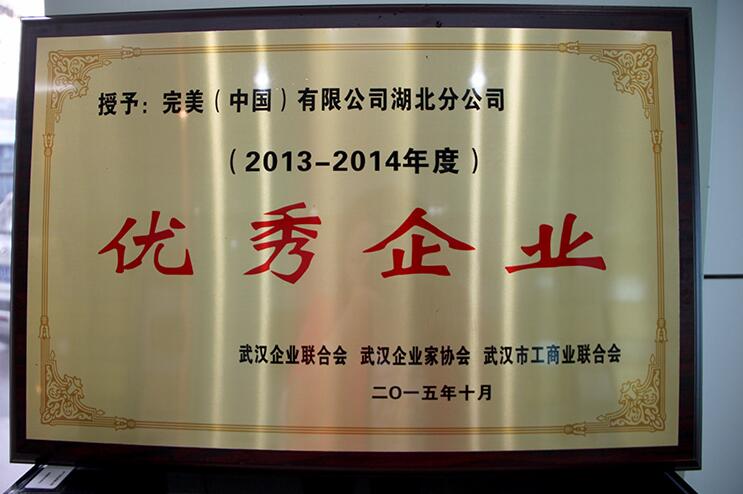 授予：完美（中国）有限公司湖北分公司
（2013-2014年度）
优秀企业
武汉企业联合会 武汉企业家协会 武汉市工商业联合会
二〇一五年十月